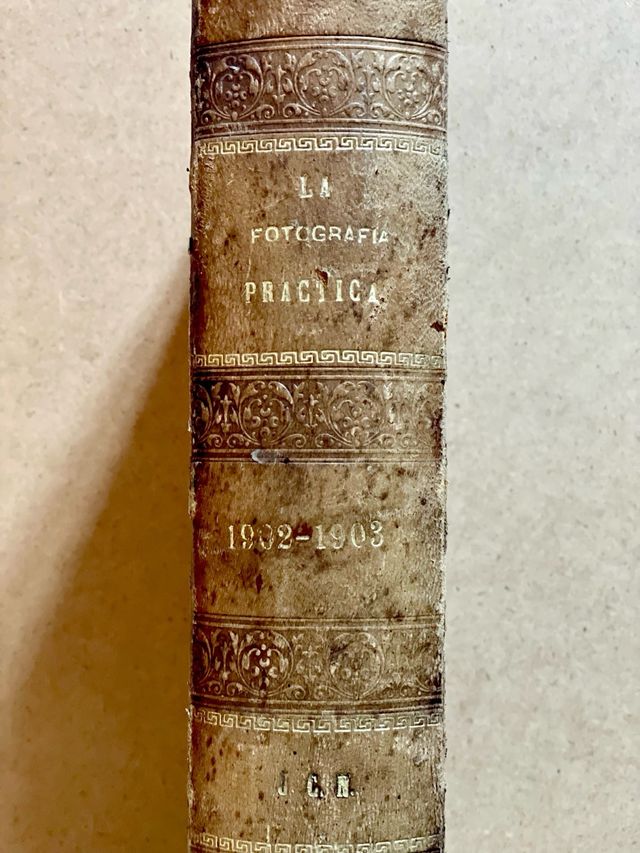 LA
FOTOGRAFIA
PRACTICA
1902-1903
J. C. N.